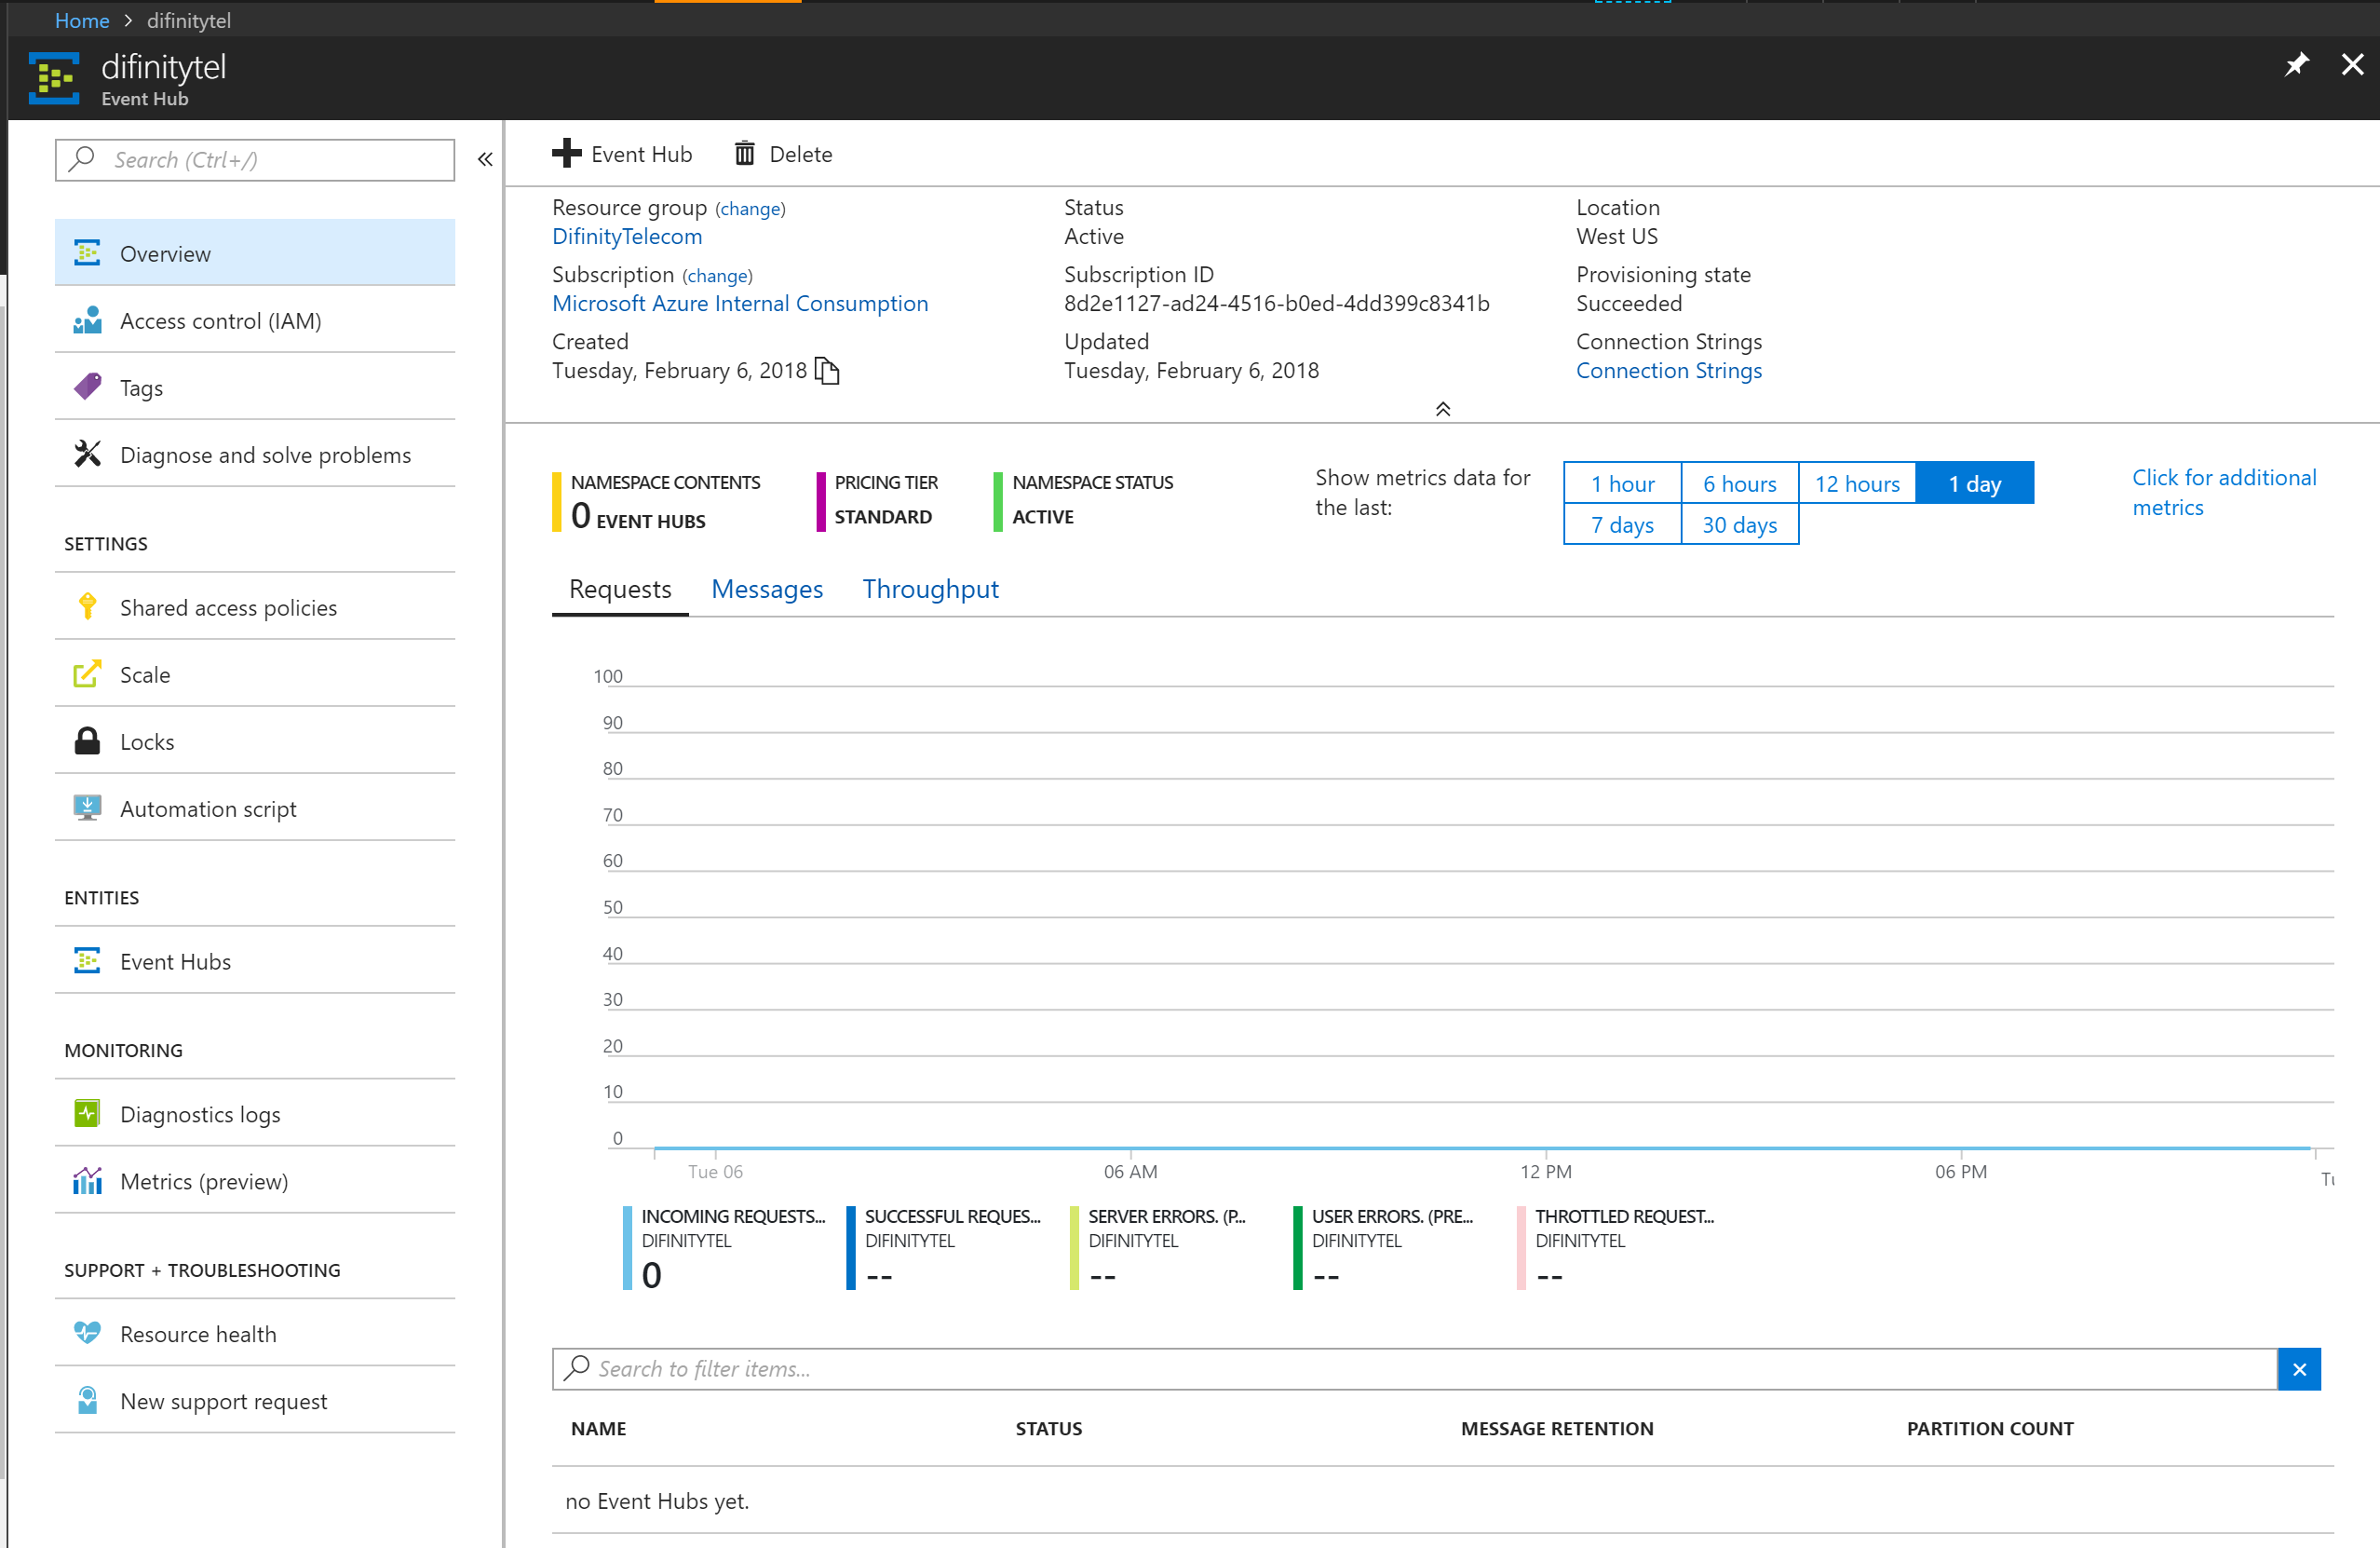 Home > difinitytel
difinitytel
Event Hub
Search (Ctrl+/)
«
Overview
Access control (IAM)
Tags
Diagnose and solve problems
SETTINGS
Shared access policies
Scale
Locks
Automation script
ENTITIES
Event Hubs
MONITORING
Diagnostics logs
Metrics (preview)
SUPPORT + TROUBLESHOOTING
Resource health
New support request
Event Hub
Delete
Resource group (change)
DifinityTelecom
Subscription (change)
Microsoft Azure Internal Consumption
Created
Tuesday, February 6, 2018
Status
Active
Subscription ID
8d2e1127-ad24-4516-b0ed-4dd399c8341b
Updated
Tuesday, February 6, 2018
Location
West US
Provisioning state
Succeeded
Connection Strings
Connection Strings
NAMESPACE CONTENTS
0 EVENT HUBS
PRICING TIER
STANDARD
NAMESPACE STATUS
ACTIVE
Show metrics data for
the last:
1 hour
6 hours
12 hours
1 day
7 days
30 days
Click for additional
metrics
Requests
Messages
Throughput
100
90
80
70
60
50
40
30
20
10
0
Tue 06
06 AM
12 PM
06 PM
INCOMING REQUESTS...
DIFINITYTEL
0
SUCCESSFUL REQUES...
DIFINITYTEL
--
SERVER ERRORS. (P...
DIFINITYTEL
--
USER ERRORS. (PRE...
DIFINITYTEL
--
THROTTLED REQUEST...
DIFINITYTEL
--
Search to filter items...
NAME
STATUS
MESSAGE RETENTION
PARTITION COUNT
no Event Hubs yet.